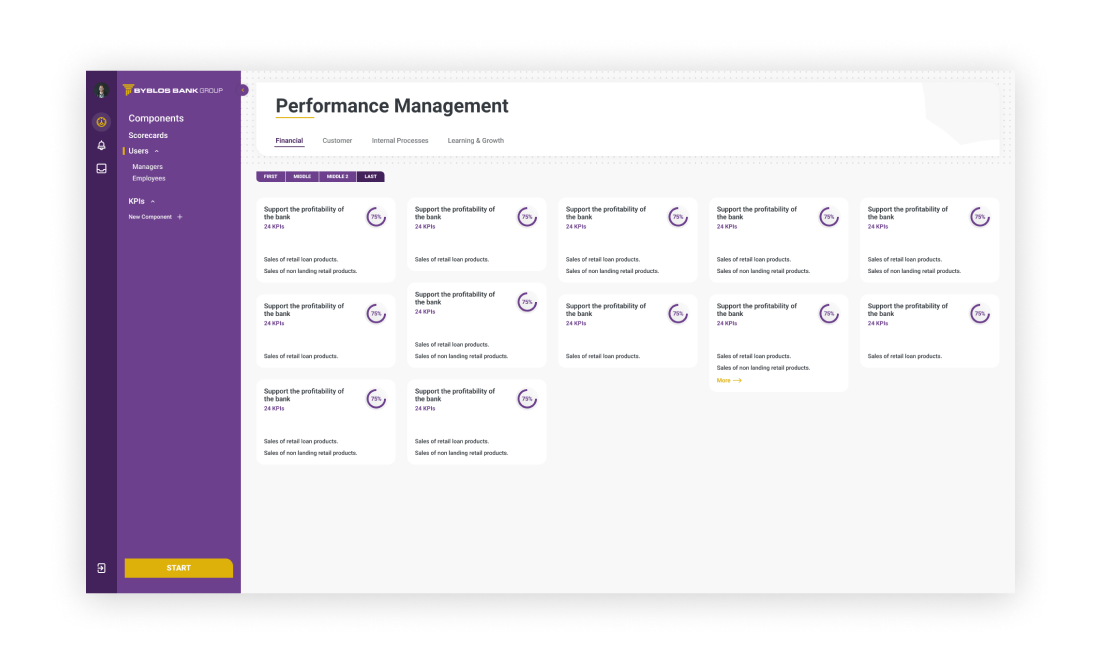 BYBLOS BANK GROUP
Components
Scorecards
Users
Managers
Employees
KPIs
New Component +
START
Performance Management
Financial
Customer
Internal Processes
Learning & Growth
FIRST
MIDDLE
MIDDLE 2
LAST
Support the profitability of
the bank
24 KPIs
75%
Sales of retail loan products.
Sales of non landing retail products.
Support the profitability of
the bank
24 KPIs
75%
Sales of retail loan products.
Support the profitability of
the bank
24 KPIs
75%
Sales of retail loan products.
Sales of non landing retail products.
Support the profitability of
the bank
24 KPIs
75%
Sales of retail loan products.
Sales of non landing retail products.
Support the profitability of
the bank
24 KPIs
75%
Sales of retail loan products.
Sales of non landing retail products.
Support the profitability of
the bank
24 KPIs
75%
Sales of retail loan products.
Support the profitability of
the bank
24 KPIs
75%
Sales of retail loan products.
Sales of non landing retail products.
Support the profitability of
the bank
24 KPIs
75%
Sales of retail loan products.
Support the profitability of
the bank
24 KPIs
75%
Sales of retail loan products.
Sales of non landing retail products.
More
Support the profitability of
the bank
24 KPIs
75%
Sales of retail loan products.
Support the profitability of
the bank
24 KPIs
75%
Sales of retail loan products.
Sales of non landing retail products.
Support the profitability of
the bank
24 KPIs
75%
Sales of retail loan products.
Sales of non landing retail products.